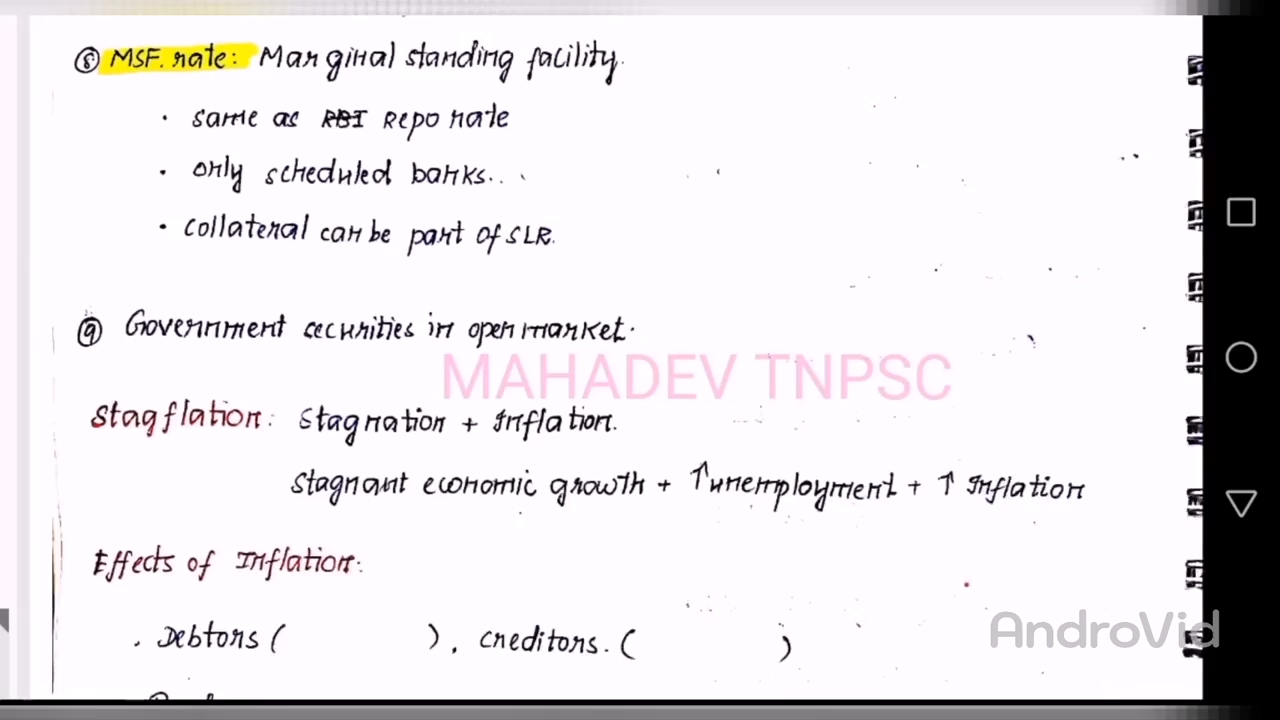 ⑧ MSF. rate: Marginal standing facility.
· same as RBI Repo rate
· only scheduled banks..
· collateral can be part of SLR.
⑨ Government securities in open market.
MAHADEV TNPSC
Stagflation: Stagnation + Inflation.
Stagnant economic growth + ↑unemployment + ↑ Inflation
Effects of Inflation:
. Debtors ( ), creditors. ( )
AndroVid